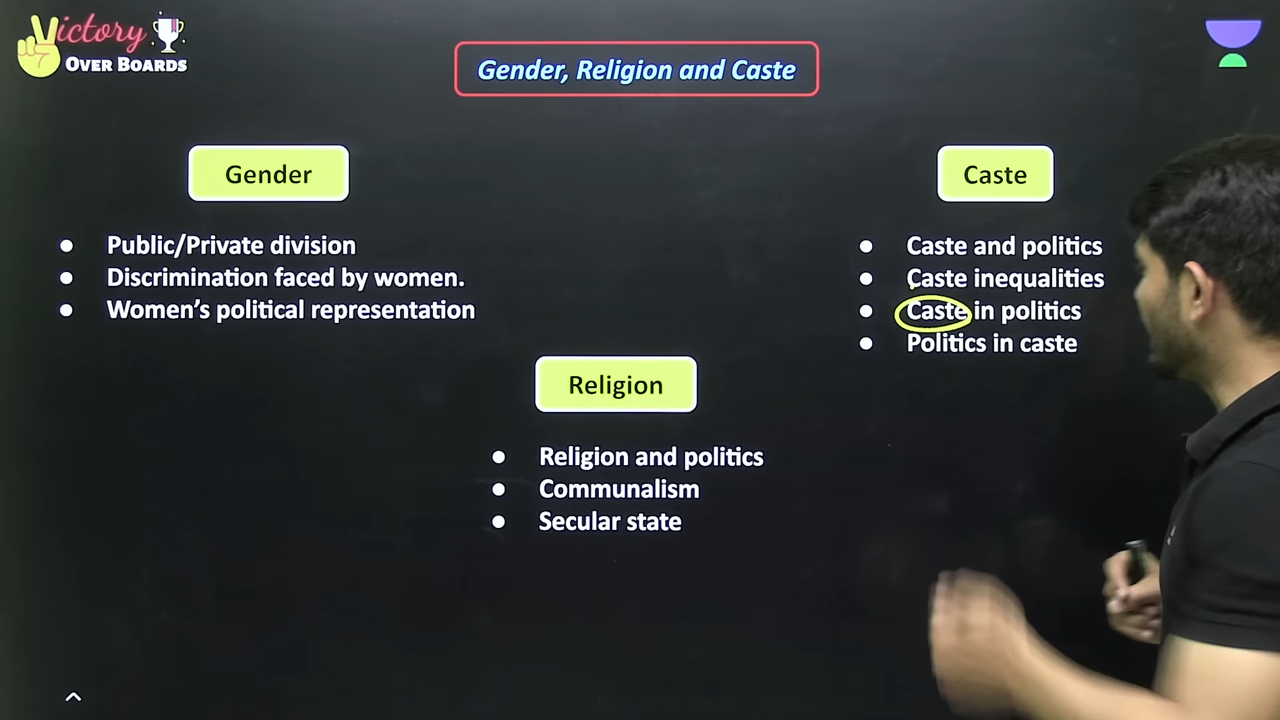 Victory
OVER BOARDS
Gender, Religion and Caste
Gender
• Public/Private division
• Discrimination faced by women.
• Women’s political representation
Caste
• Caste and politics
• Caste inequalities
• Caste in politics
• Politics in caste
Religion
• Religion and politics
• Communalism
• Secular state